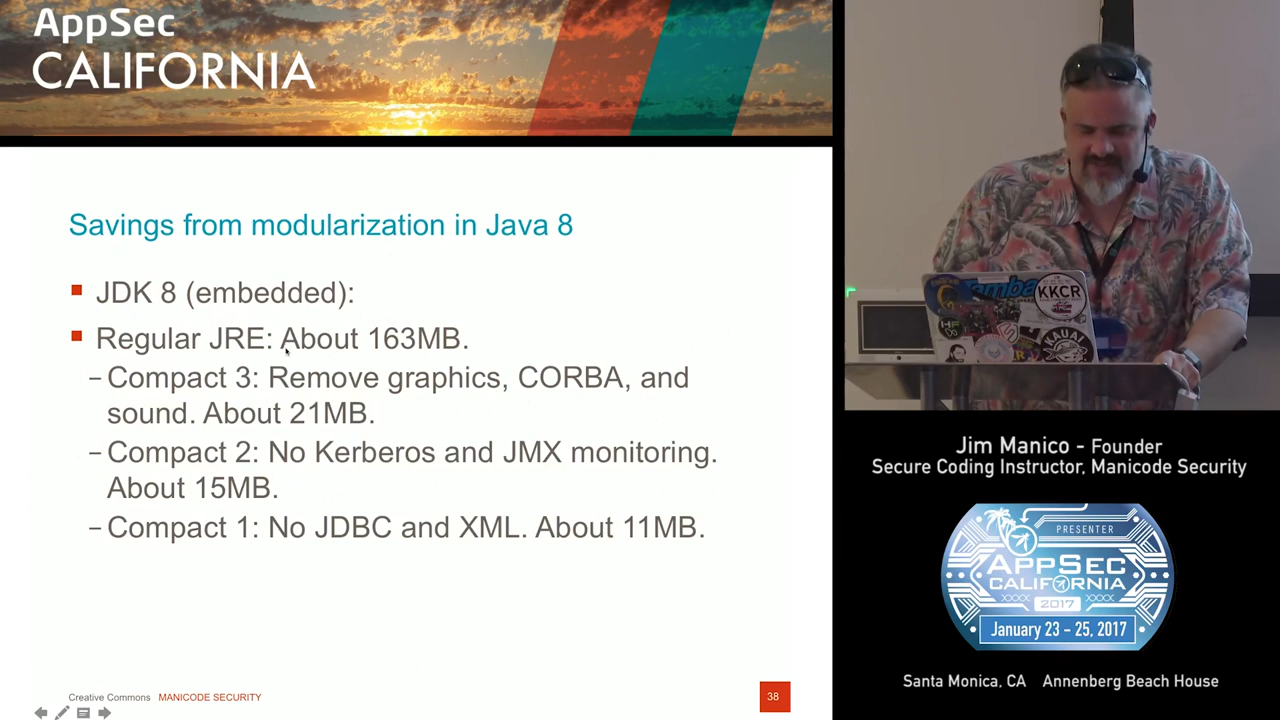 AppSec
CALIFORNIA
Savings from modularization in Java 8
JDK 8 (embedded):
Regular JRE: About 163MB.
–Compact 3: Remove graphics, CORBA, and
sound. About 21MB.
–Compact 2: No Kerberos and JMX monitoring.
About 15MB.
–Compact 1: No JDBC and XML. About 11MB.
Creative Commons MANICODE SECURITY
38
KKCR
KAUAI
Jim Manico - Founder
Secure Coding Instructor, Manicode Security
PRESENTER
APPSEC
CALIFORNIA
2017
January 23 – 25, 2017
Santa Monica, CA Annenberg Beach House